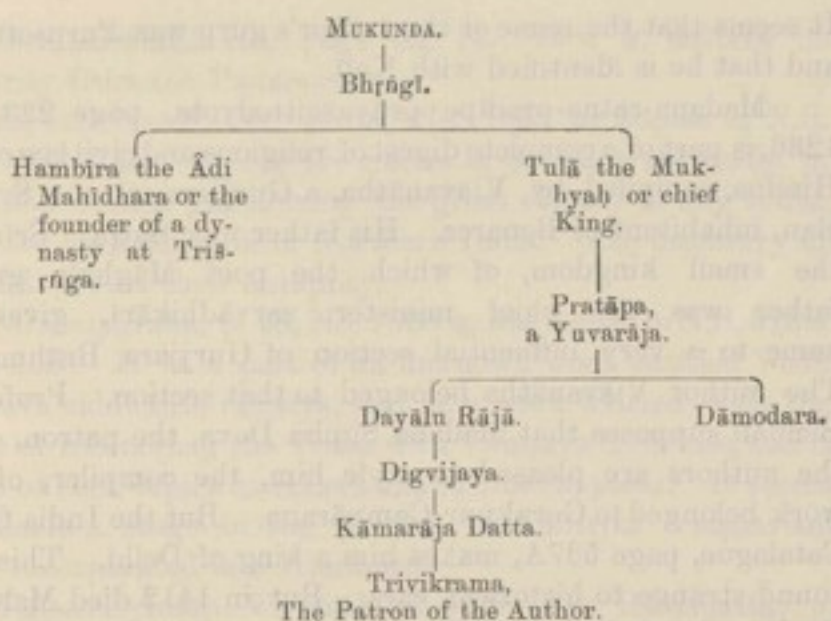 MUKUNDA.
Bhṛṅgī.
Hambīra the Âdi
Mahīdhara or the
founder of a dy-
nasty at Triś-
ṛṅga.
Tulā the Muk-
hyaḥ or chief
King.
Pratāpa,
a Yuvarāja.
Dayālu Rājā.
Dāmodara.
Digvijaya.
Kāmarāja Datta.
Trivikrama,
The Patron of the Author.